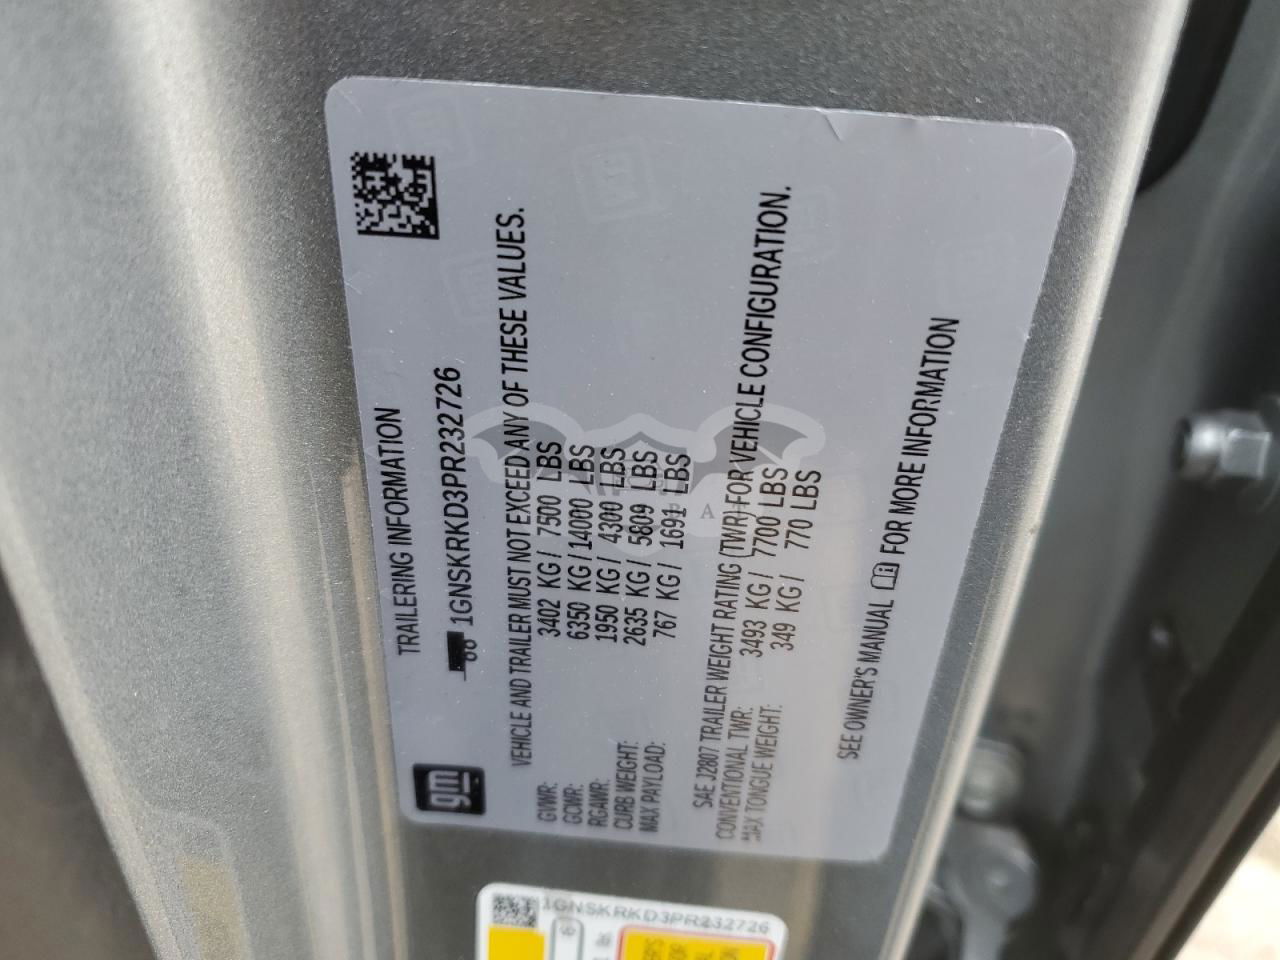 TRAILERING INFORMATION
1GNSKRKD3PR232726
gm
VEHICLE AND TRAILER MUST NOT EXCEED ANY OF THESE VALUES.
GVWR: 3402 KG / 7500 LBS
GCWR: 6350 KG / 14000 LBS
RGAWR: 1950 KG / 4300 LBS
CURB WEIGHT: 2635 KG / 5809 LBS
MAX PAYLOAD: 767 KG / 1691 LBS
SAE J2807 TRAILER WEIGHT RATING (TWR) FOR VEHICLE CONFIGURATION.
CONVENTIONAL TWR: 3493 KG / 7700 LBS
MAX TONGUE WEIGHT: 349 KG / 770 LBS
SEE OWNER'S MANUAL FOR MORE INFORMATION
1GNSKRKD3PR232726